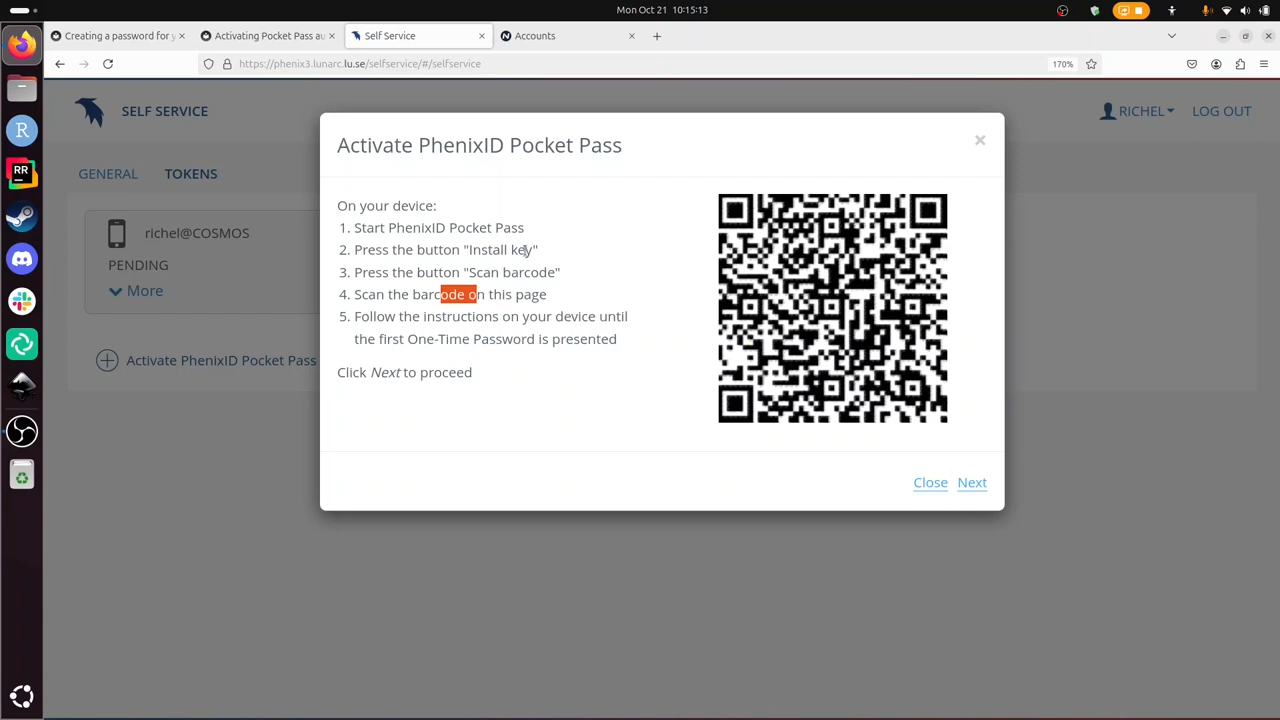 Mon Oct 21 10:15:13
Creating a password for y
Activating Pocket Pass au
Self Service
Accounts
https://phenix3.lunarc.lu.se/selfservice/#/selfservice
170%
SELF SERVICE
RICHEL
LOG OUT
GENERAL
TOKENS
richel@COSMOS
PENDING
More
Activate PhenixID Pocket Pass
Activate PhenixID Pocket Pass
On your device:
1. Start PhenixID Pocket Pass
2. Press the button "Install key"
3. Press the button "Scan barcode"
4. Scan the barcode on this page
5. Follow the instructions on your device until
the first One-Time Password is presented
Click Next to proceed
Close
Next
R
RR